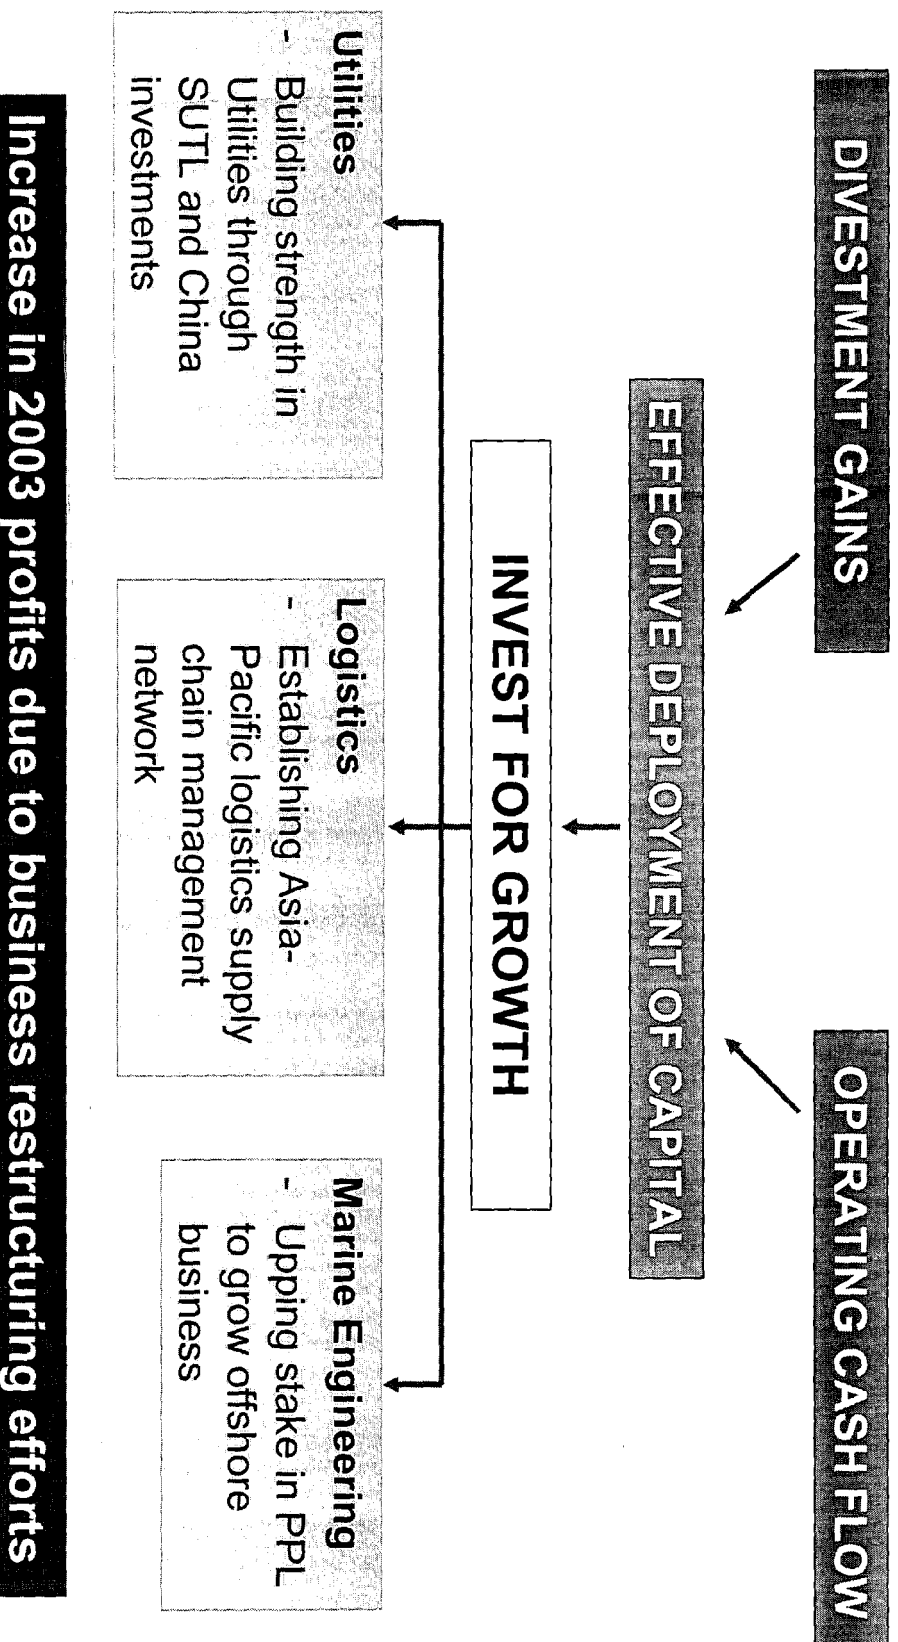 DIVESTMENT GAINS
OPERATING CASH FLOW
EFFECTIVE DEPLOYMENT OF CAPITAL
INVEST FOR GROWTH
Utilities
- Building strength in
Utilities through
SUTL and China
investments
Logistics
- Establishing Asia-
Pacific logistics supply
chain management
network
Marine Engineering
- Upping stake in PPL
to grow offshore
business
Increase in 2003 profits due to business restructuring efforts